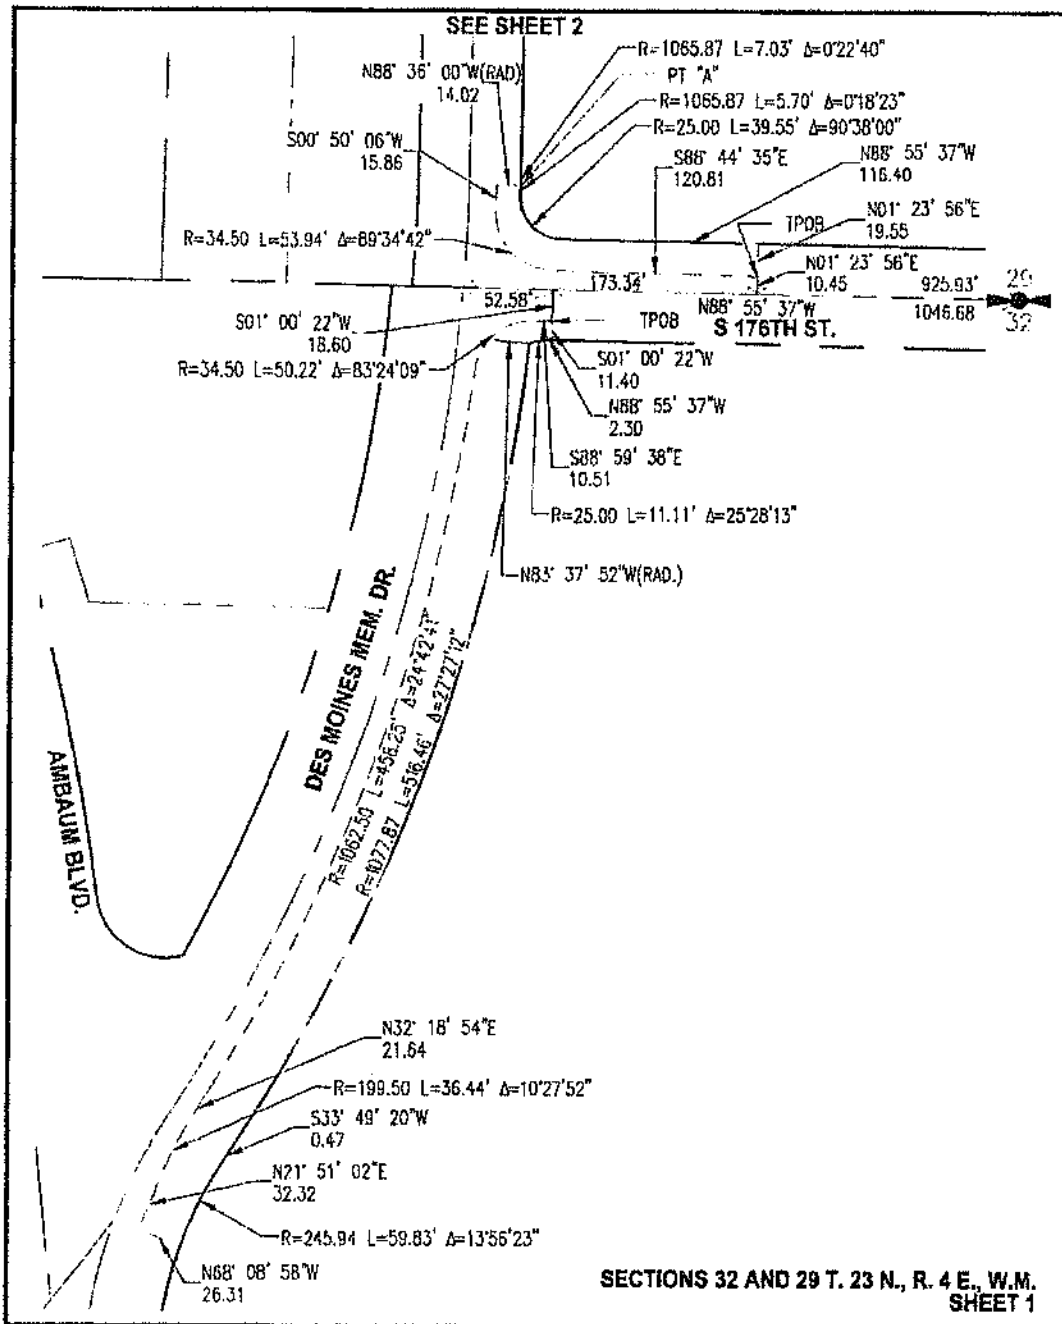 SEE SHEET 2
R=1065.87 L=7.03' Δ=0°22'40"
PT "A"
R=1065.87 L=5.70' Δ=0°18'23"
R=25.00 L=39.55' Δ=90°38'00"
N88° 36' 00"W(RAD)
14.02
S00° 50' 06"W
15.86
S88° 44' 35"E
120.81
N88° 55' 37"W
116.40
N01° 23' 56"E
19.55
TPOB
R=34.50 L=53.94' Δ=89°34'42"
N01° 23' 56"E
10.45
173.34'
52.58'
N88° 55' 37"W
925.93'
1046.68
29
32
S 176TH ST.
TPOB
S01° 00' 22"W
18.60
S01° 00' 22"W
11.40
R=34.50 L=50.22' Δ=83°24'09"
N88° 55' 37"W
2.30
S88° 59' 38"E
10.51
R=25.00 L=11.11' Δ=25°28'13"
N83° 37' 52"W(RAD.)
DES MOINES MEM. DR.
R=1062.50 L=458.25' Δ=24°42'41"
R=1077.87 L=516.46' Δ=27°27'12"
AMBAUM BLVD.
N32° 18' 54"E
21.64
R=199.50 L=36.44' Δ=10°27'52"
S33° 49' 20"W
0.47
N21° 51' 02"E
32.32
R=245.94 L=59.83' Δ=13°56'23"
N68° 08' 58"W
26.31
SECTIONS 32 AND 29 T. 23 N., R. 4 E., W.M.
SHEET 1